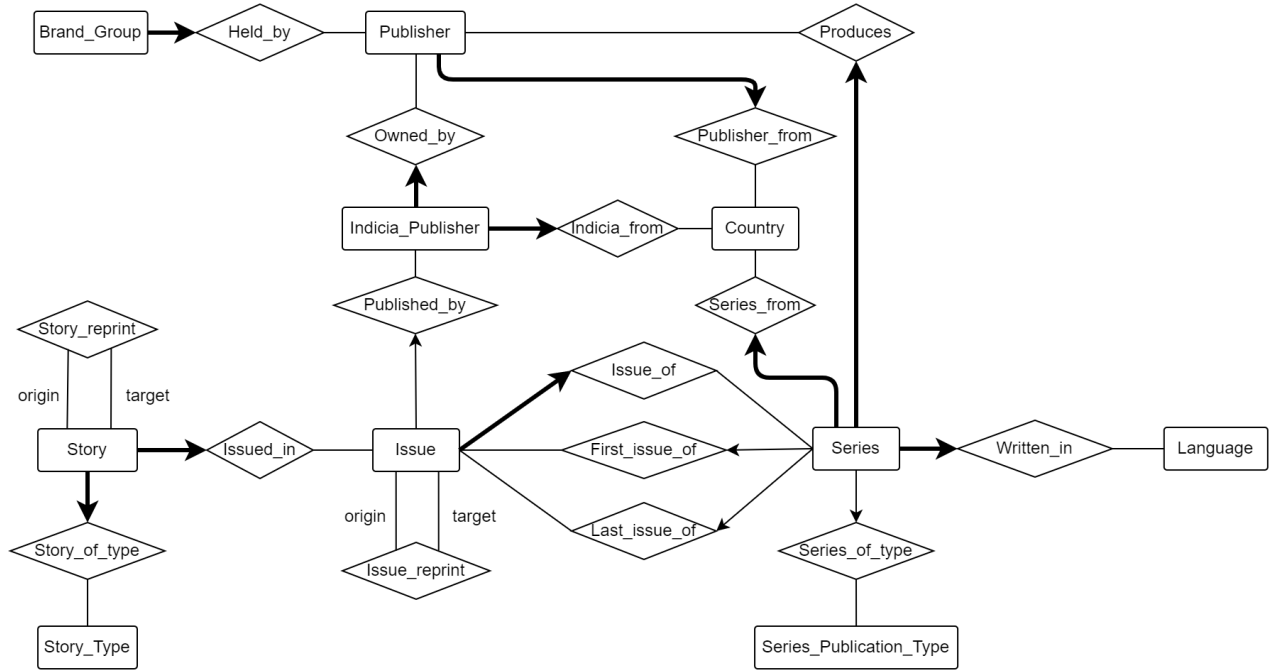 Brand_Group
Held_by
Publisher
Produces
Owned_by
Publisher_from
Indicia_Publisher
Indicia_from
Country
Published_by
Series_from
Story_reprint
origin
target
Issue_of
Story
Issued_in
Issue
First_issue_of
Series
Written_in
Language
origin
target
Last_issue_of
Story_of_type
Issue_reprint
Series_of_type
Story_Type
Series_Publication_Type